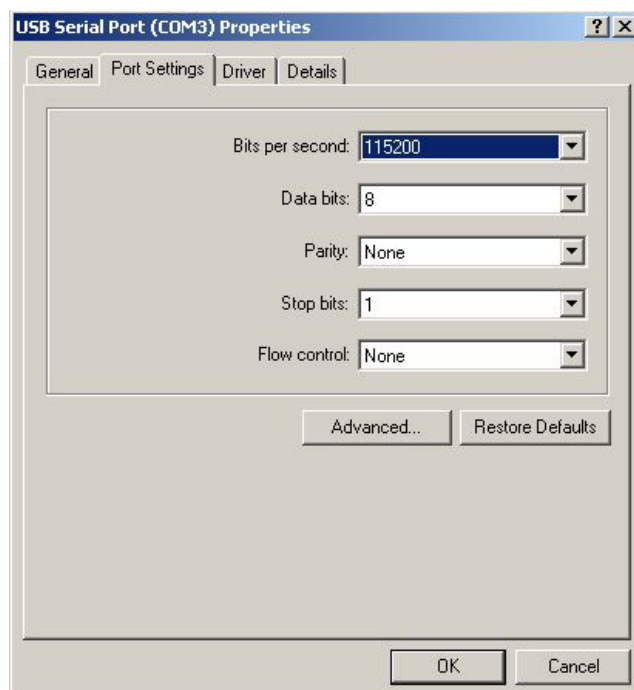 USB Serial Port (COM3) Properties
General Port Settings Driver Details
Bits per second: 115200
Data bits: 8
Parity: None
Stop bits: 1
Flow control: None
Advanced... Restore Defaults
OK Cancel